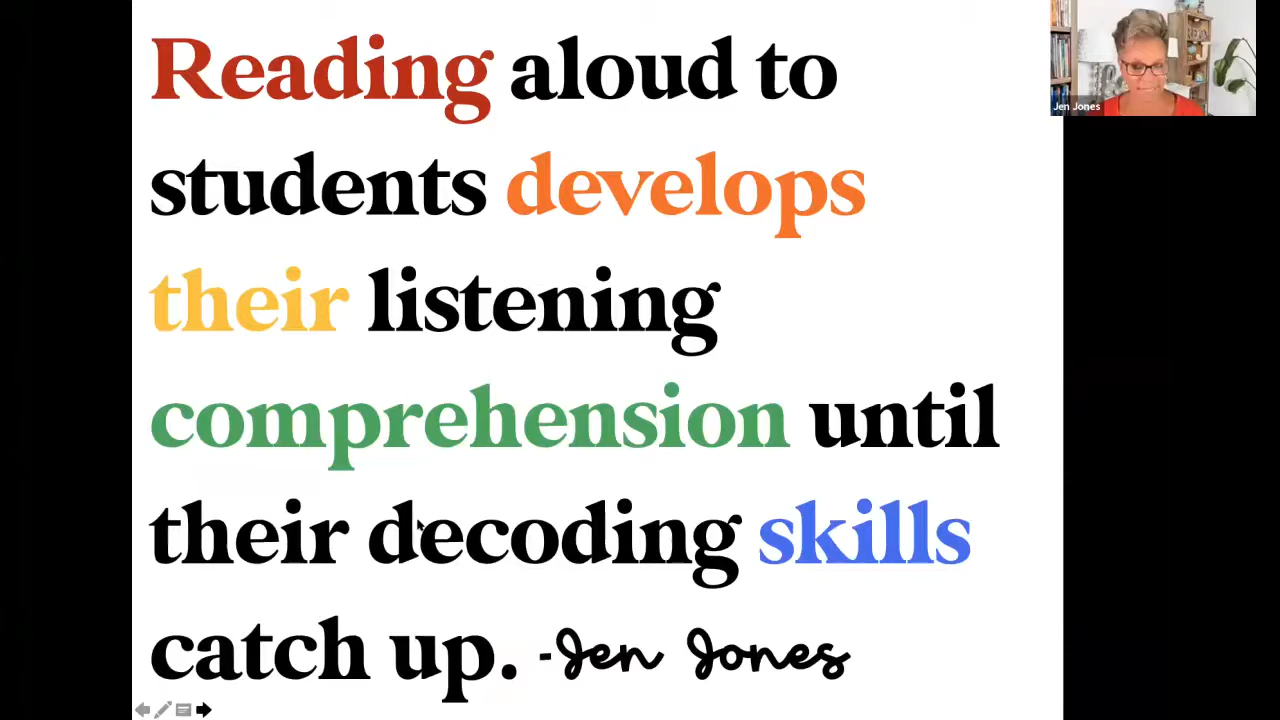 Reading aloud to
students develops
their listening
comprehension until
their decoding skills
catch up. -Jen Jones
Jen Jones